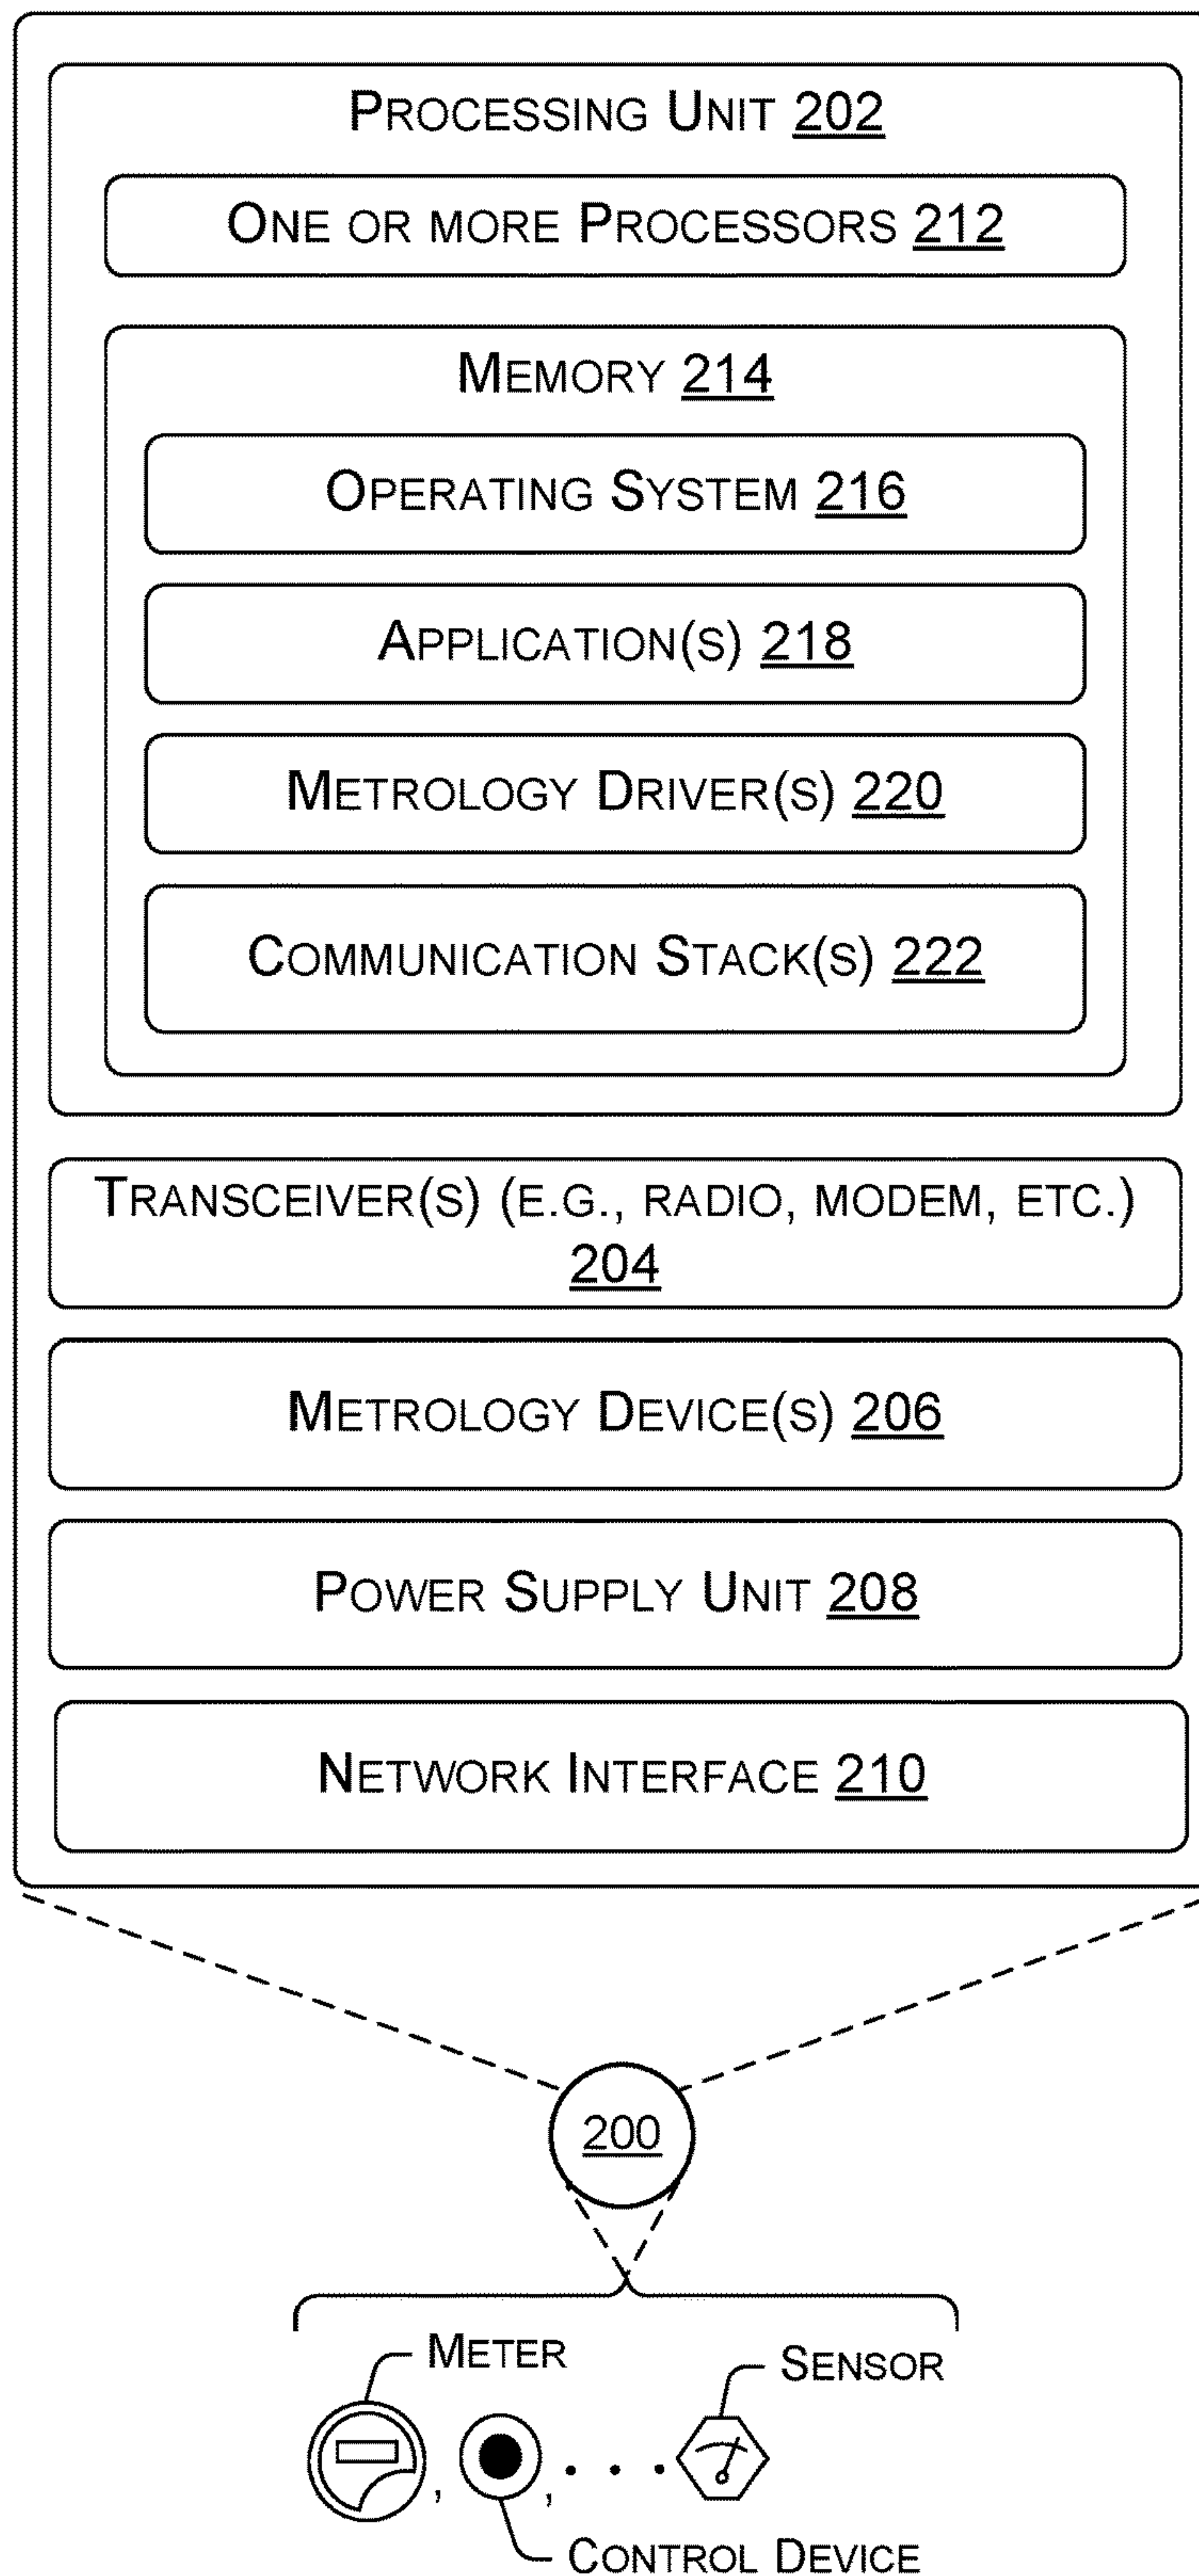 PROCESSING UNIT 202
ONE OR MORE PROCESSORS 212
MEMORY 214
OPERATING SYSTEM 216
APPLICATION(S) 218
METROLOGY DRIVER(S) 220
COMMUNICATION STACK(S) 222
TRANSCEIVER(S) (E.G., RADIO, MODEM, ETC.)
204
METROLOGY DEVICE(S) 206
POWER SUPPLY UNIT 208
NETWORK INTERFACE 210
200
METER
SENSOR
, , . . .
CONTROL DEVICE